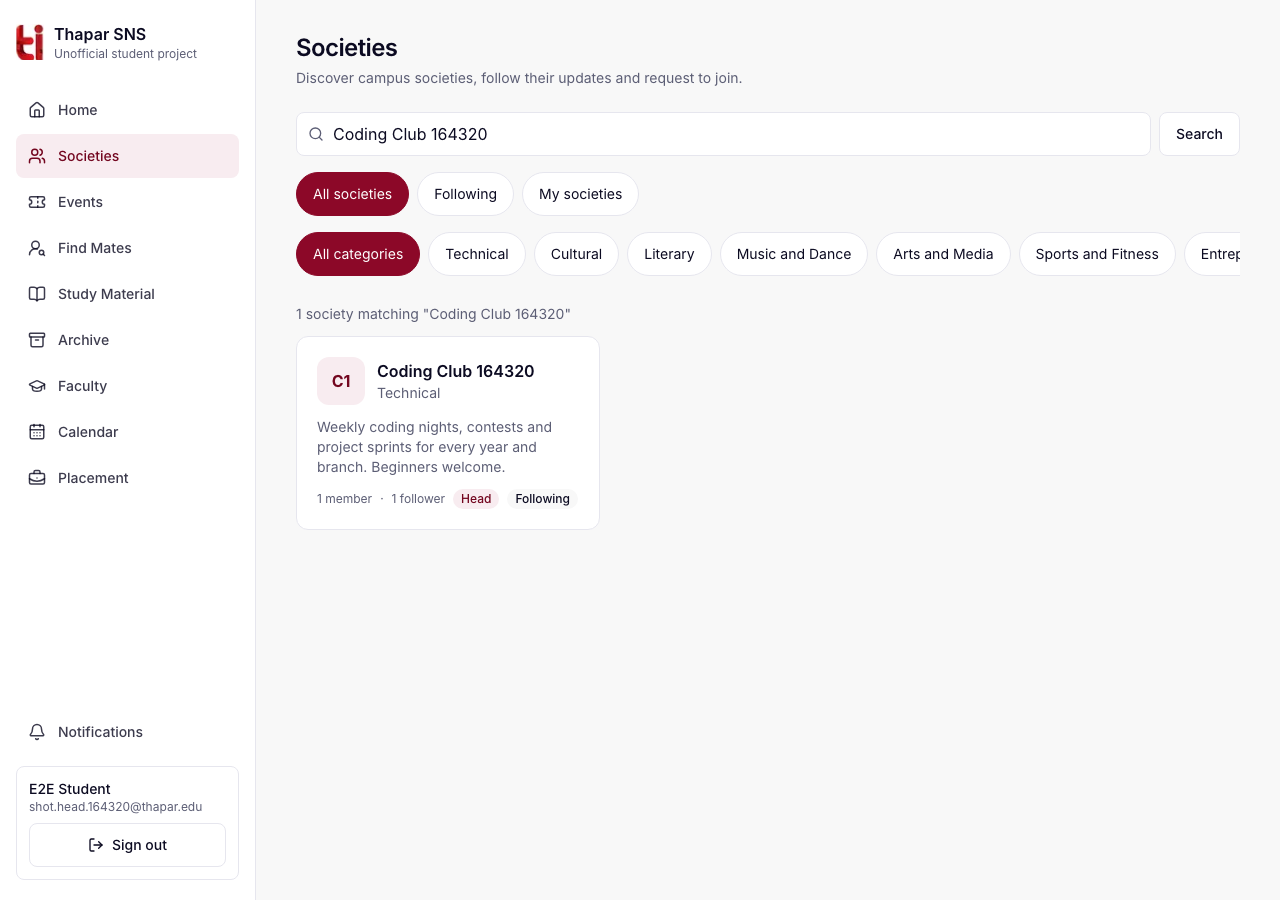 ti
Thapar SNS
Unofficial student project
Home
Societies
Events
Find Mates
Study Material
Archive
Faculty
Calendar
Placement
Notifications
E2E Student
shot.head.164320@thapar.edu
Sign out
Societies
Discover campus societies, follow their updates and request to join.
Coding Club 164320
Search
All societies Following My societies
All categories Technical Cultural Literary Music and Dance Arts and Media Sports and Fitness Entrep
1 society matching "Coding Club 164320"
C1
Coding Club 164320
Technical
Weekly coding nights, contests and
project sprints for every year and
branch. Beginners welcome.
1 member · 1 follower Head Following